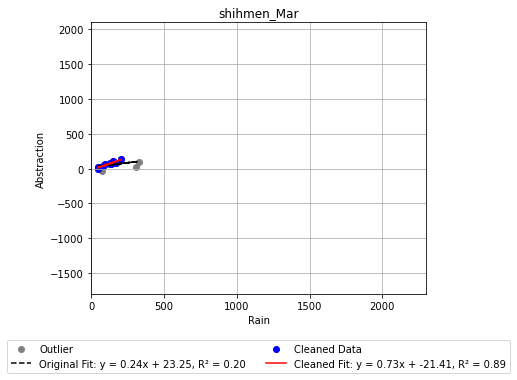 shihmen_Mar
2000
1500
1000
500
0
−500
−1000
−1500
Abstraction
0 500 1000 1500 2000
Rain
Outlier Cleaned Data
Original Fit: y = 0.24x + 23.25, R² = 0.20 Cleaned Fit: y = 0.73x + -21.41, R² = 0.89